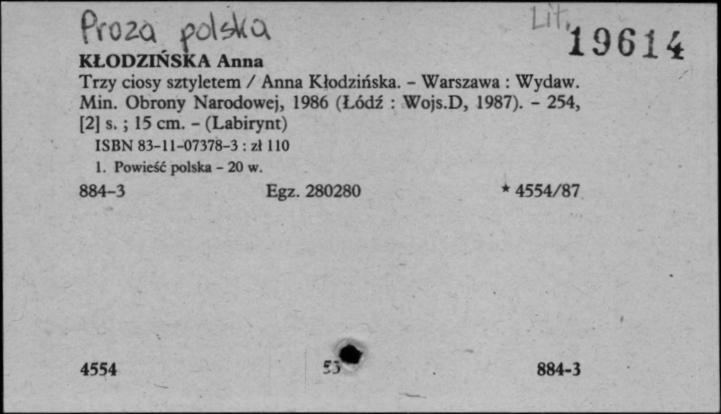 Proza polska
Lit.
19614
KŁODZIŃSKA Anna
Trzy ciosy sztyletem / Anna Kłodzińska. – Warszawa : Wydaw.
Min. Obrony Narodowej, 1986 (Łódź : Wojs.D, 1987). – 254,
[2] s. ; 15 cm. – (Labirynt)
ISBN 83-11-07378-3 : zł 110
1. Powieść polska – 20 w.
884-3 Egz. 280280 * 4554/87
4554 53 884-3